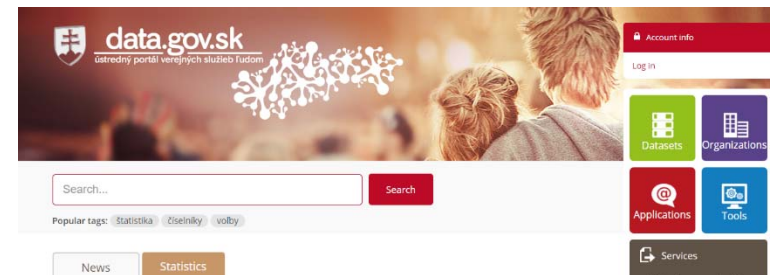 data.gov.sk
ústredný portál verejných služieb ľuďom
Account info
Log in
Datasets
Organizations
Search...
Search
Popular tags: štatistika číselníky voľby
Applications
Tools
Services
News
Statistics